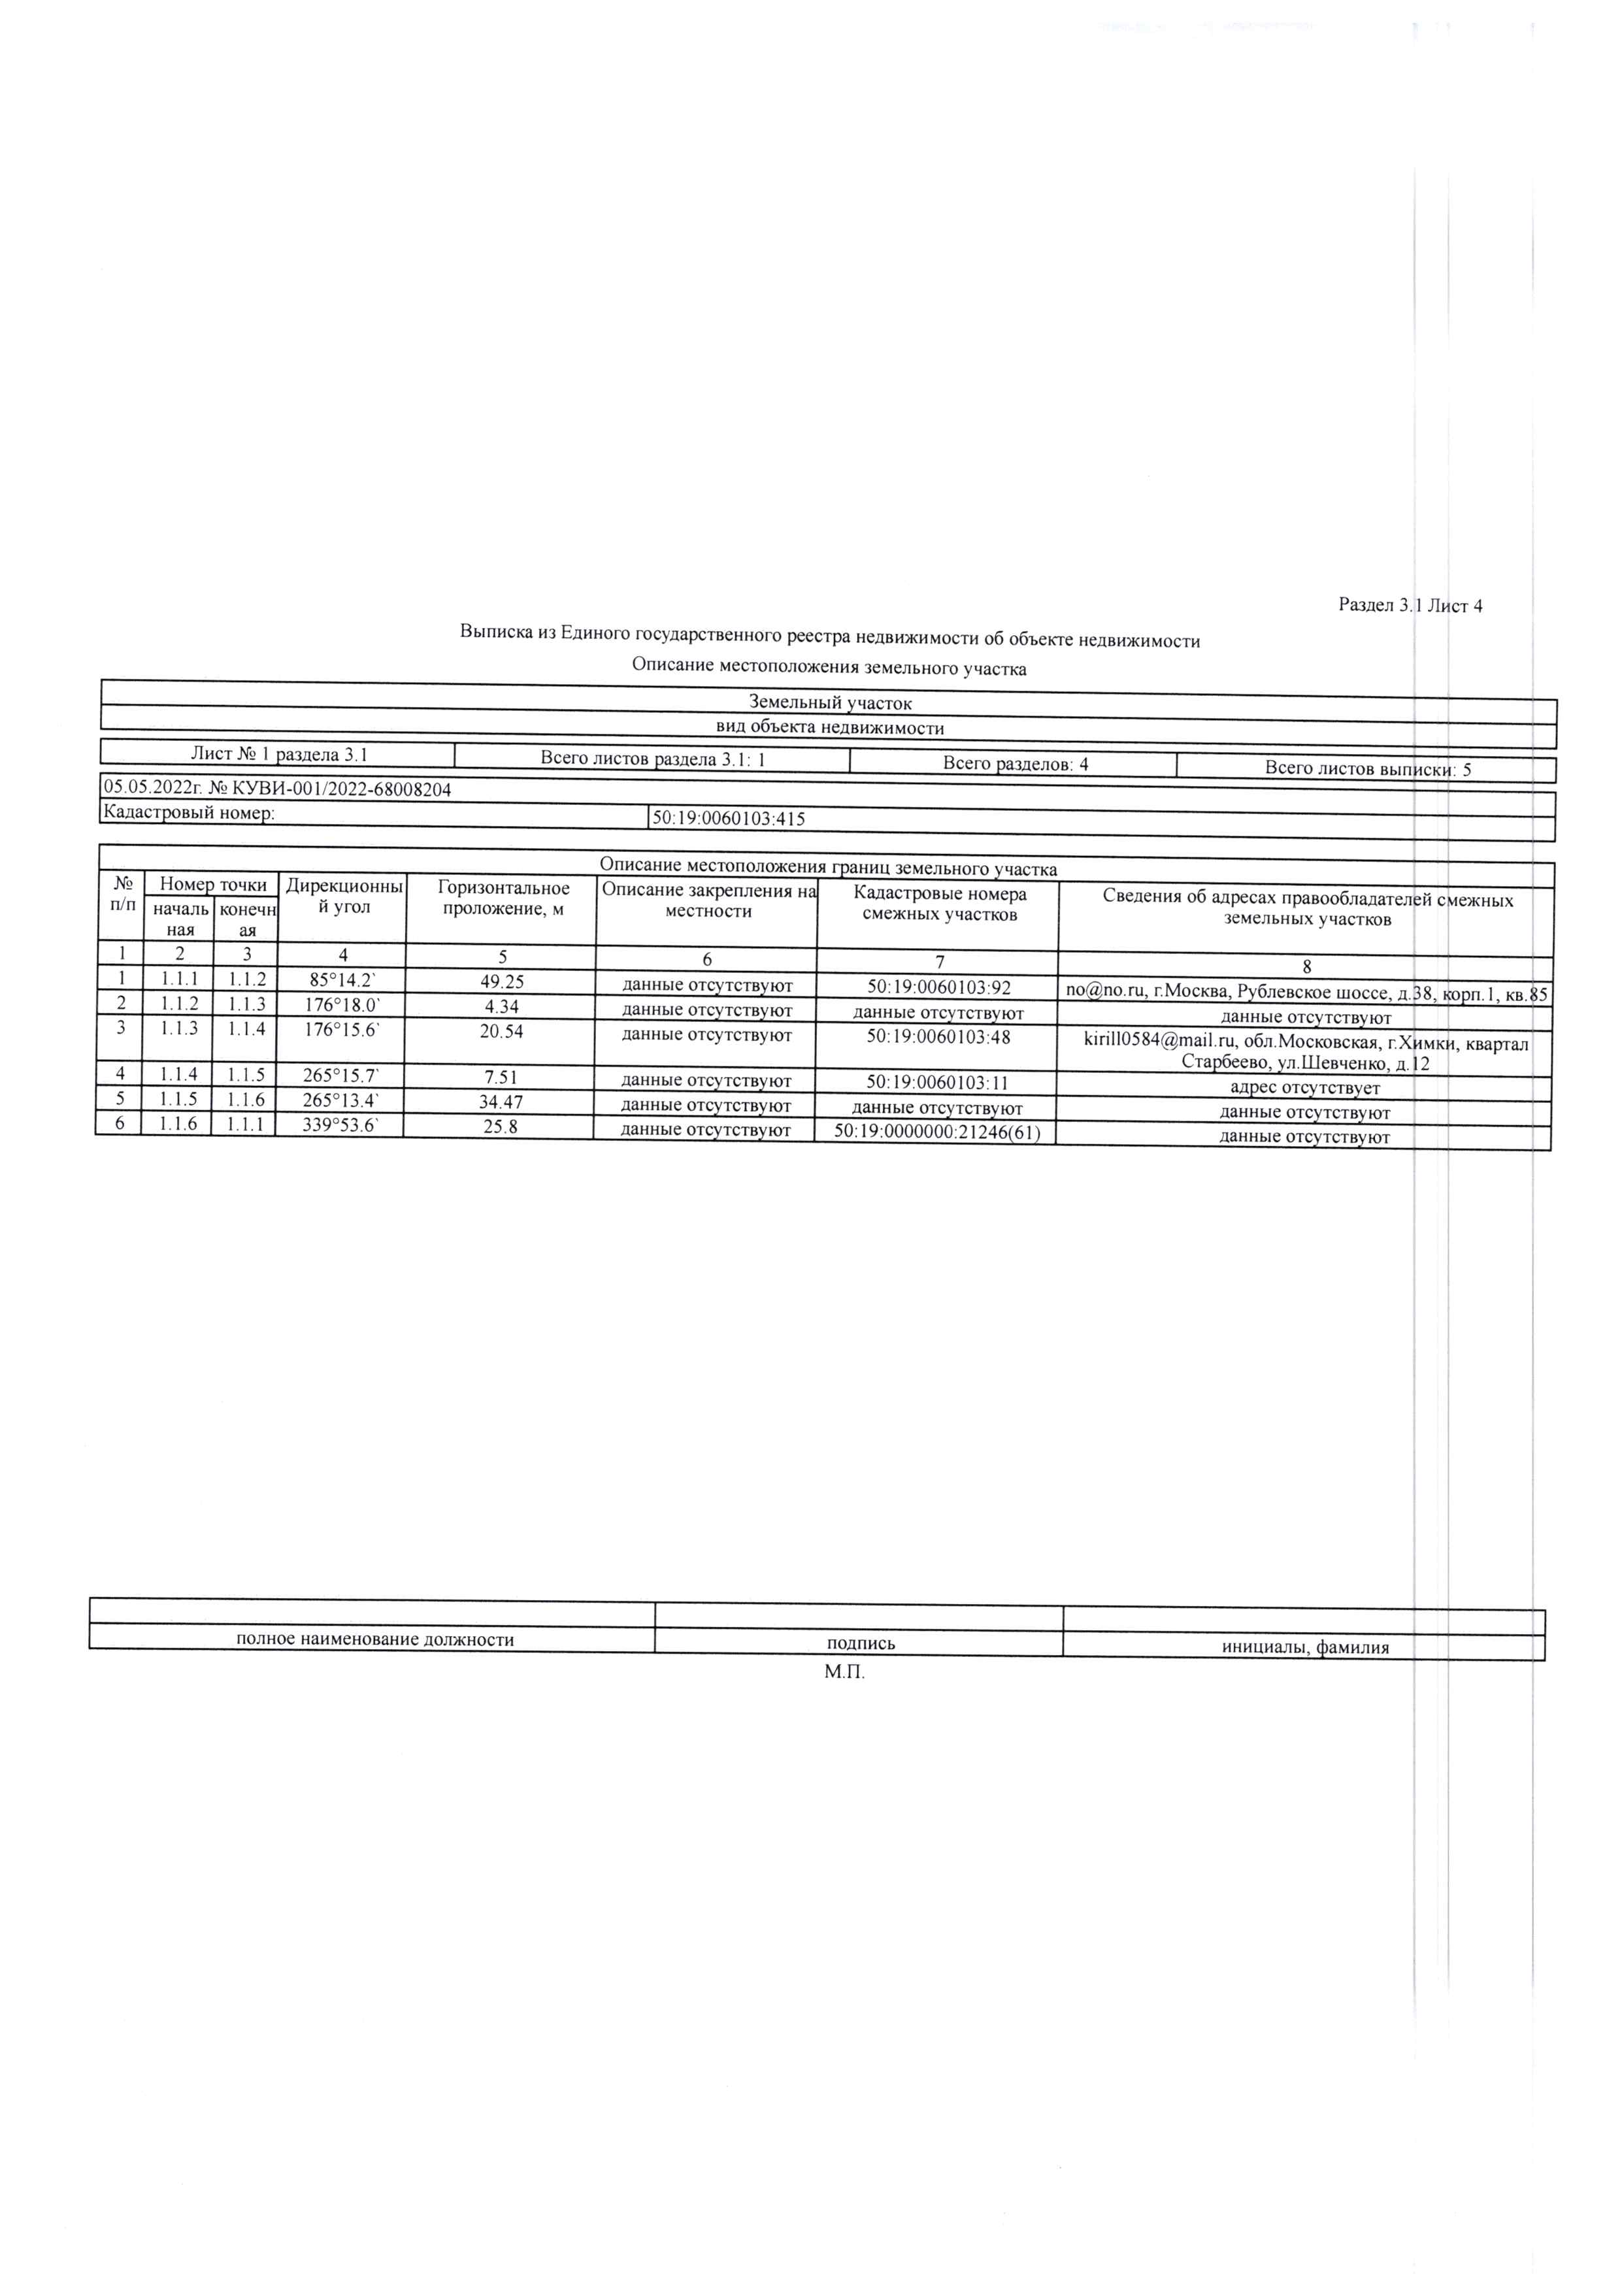 Раздел 3.1 Лист 4
Выписка из Единого государственного реестра недвижимости об объекте недвижимости
Описание местоположения земельного участка
Земельный участок
вид объекта недвижимости
Лист № 1 раздела 3.1 Всего листов раздела 3.1: 1 Всего разделов: 4 Всего листов выписки: 5
05.05.2022г. № КУВИ-001/2022-68008204
Кадастровый номер: 50:19:0060103:415
Описание местоположения границ земельного участка
№ п/п Номер точки Дирекционны й угол Горизонтальное проложение, м Описание закрепления на местности Кадастровые номера смежных участков Сведения об адресах правообладателей смежных земельных участков
началь ная конечн ая
1 2 3 4 5 6 7 8
1 1.1.1 1.1.2 85°14.2` 49.25 данные отсутствуют 50:19:0060103:92 no@no.ru, г.Москва, Рублевское шоссе, д.38, корп.1, кв.85
2 1.1.2 1.1.3 176°18.0` 4.34 данные отсутствуют данные отсутствуют данные отсутствуют
3 1.1.3 1.1.4 176°15.6` 20.54 данные отсутствуют 50:19:0060103:48 kirill0584@mail.ru, обл.Московская, г.Химки, квартал
Старбеево, ул.Шевченко, д.12
4 1.1.4 1.1.5 265°15.7` 7.51 данные отсутствуют 50:19:0060103:11 адрес отсутствует
5 1.1.5 1.1.6 265°13.4` 34.47 данные отсутствуют данные отсутствуют данные отсутствуют
6 1.1.6 1.1.1 339°53.6` 25.8 данные отсутствуют 50:19:0000000:21246(61) данные отсутствуют
полное наименование должности подпись инициалы, фамилия
М.П.